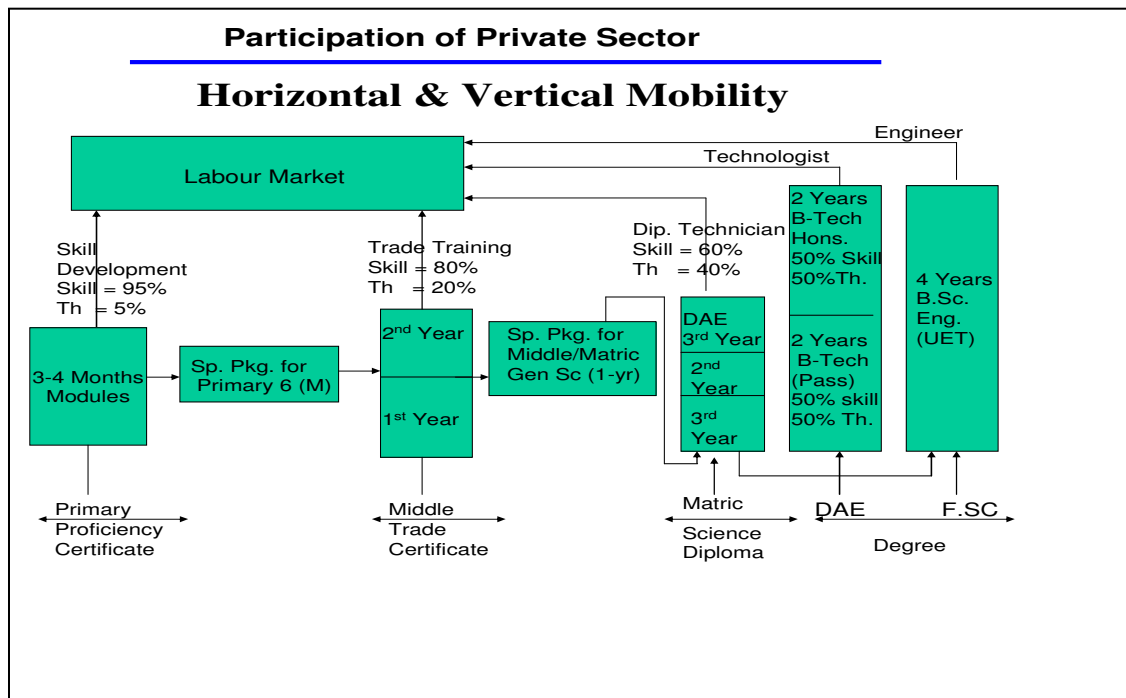 Participation of Private Sector
Horizontal & Vertical Mobility
Engineer
Technologist
Labour Market
Skill
Development
Skill = 95%
Th = 5%
Trade Training
Skill = 80%
Th = 20%
Dip. Technician
Skill = 60%
Th = 40%
2 Years
B-Tech
Hons.
50% Skill
50%Th.
2 Years
B-Tech
(Pass)
50% skill
50% Th.
4 Years
B.Sc.
Eng.
(UET)
3-4 Months
Modules
Sp. Pkg. for
Primary 6 (M)
2nd Year
1st Year
Sp. Pkg. for
Middle/Matric
Gen Sc (1-yr)
DAE
3rd Year
2nd
Year
3rd
Year
Primary
Proficiency
Certificate
Middle
Trade
Certificate
Matric
Science
Diploma
DAE
F.SC
Degree